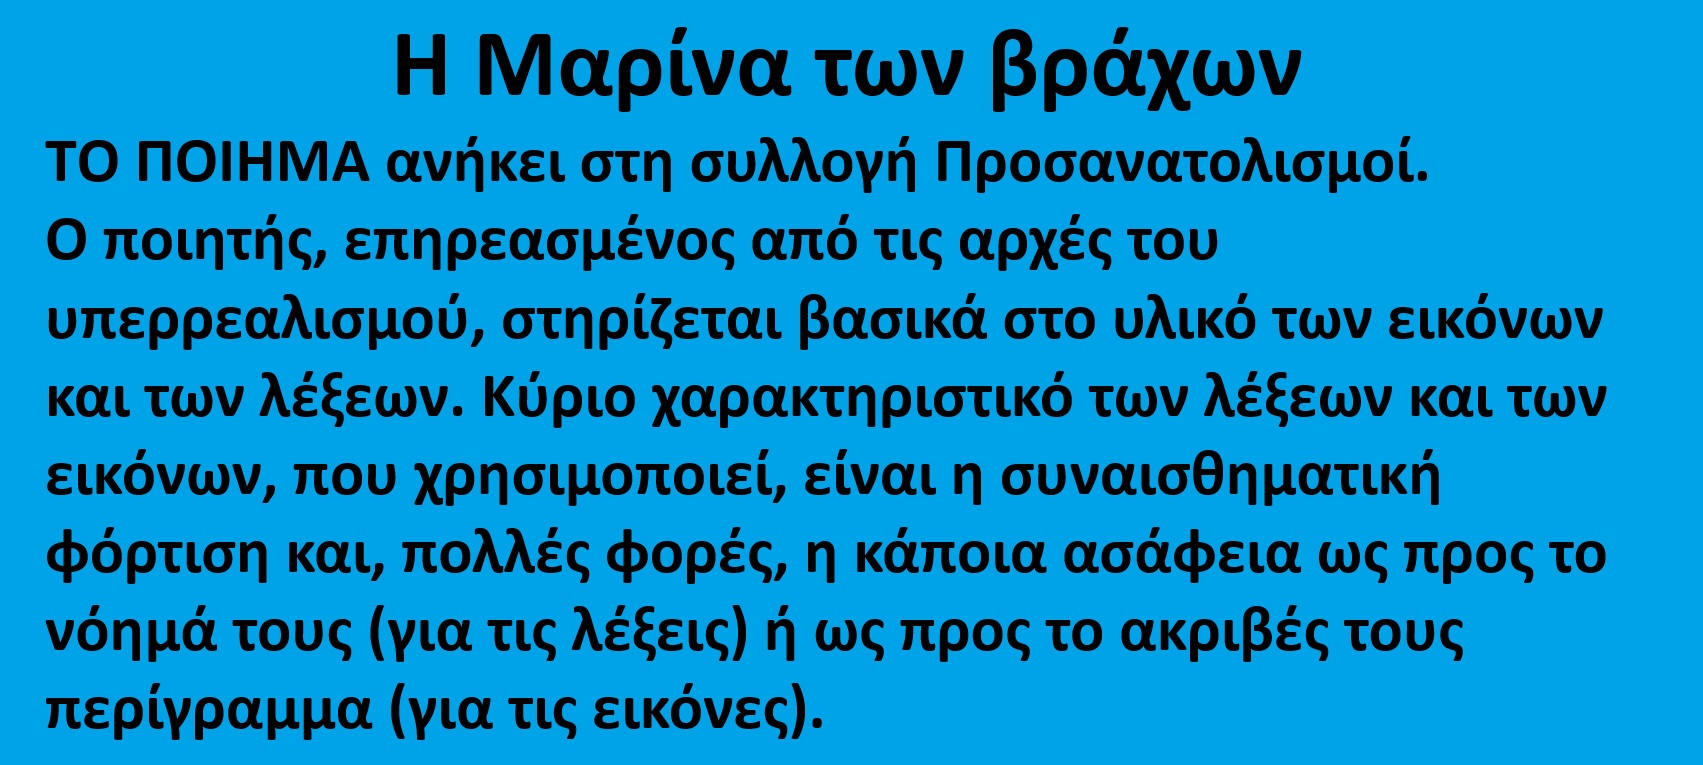 Η Μαρίνα των βράχων
ΤΟ ΠΟΙΗΜΑ ανήκει στη συλλογή Προσανατολισμοί.
Ο ποιητής, επηρεασμένος από τις αρχές του
υπερρεαλισμού, στηρίζεται βασικά στο υλικό των εικόνων
και των λέξεων. Κύριο χαρακτηριστικό των λέξεων και των
εικόνων, που χρησιμοποιεί, είναι η συναισθηματική
φόρτιση και, πολλές φορές, η κάποια ασάφεια ως προς το
νόημά τους (για τις λέξεις) ή ως προς το ακριβές τους
περίγραμμα (για τις εικόνες).